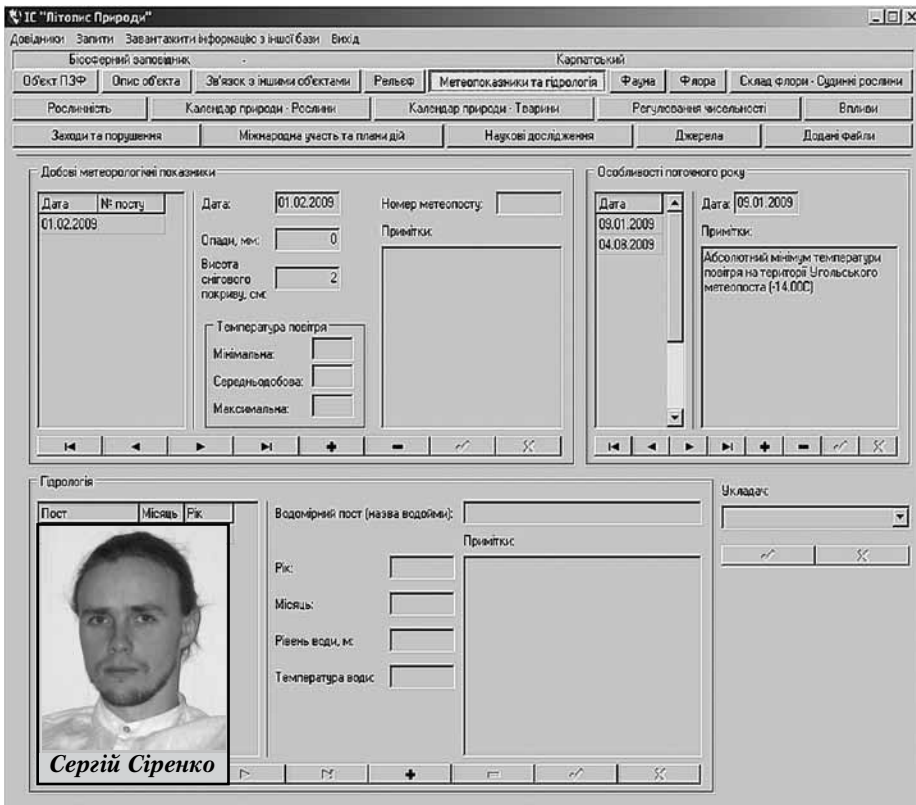 ІС "Літопис Природи"
Довідники Запити Завантажити інформацію з іншої бази Вихід
Біосферний заповідник - Карпатський
Об'єкт ПЗФ Опис об'єкта Зв'язок з іншими об'єктами Рельєф Метеопоказники та гідрологія Фауна Флора Склад флори - Судинні рослини
Рослинність Календар природи - Рослини Календар природи - Тварини Регулювання чисельності Впливи
Заходи та порушення Міжнародна участь та плани дій Наукові дослідження Джерела Додані файли
Добові метеорологічні показники
Дата № посту
01.02.2009
Дата: 01.02.2009
Номер метеопосту:
Опади, мм: 0
Примітки:
Висота
снігового
покриву, см: 2
Температура повітря
Мінімальна:
Середньодобова:
Максимальна:
Особливості поточного року
Дата
09.01.2009
04.08.2009
Дата: 09.01.2009
Примітки:
Абсолютний мінімум температури
повітря на території Угольського
метеопоста (-14.00С)
Гідрологія
Пост Місяць Рік
Водомірний пост (назва водойми):
Примітки:
Рік:
Місяць:
Рівень води, м:
Температура води:
Укладач:
Сергій Сіренко